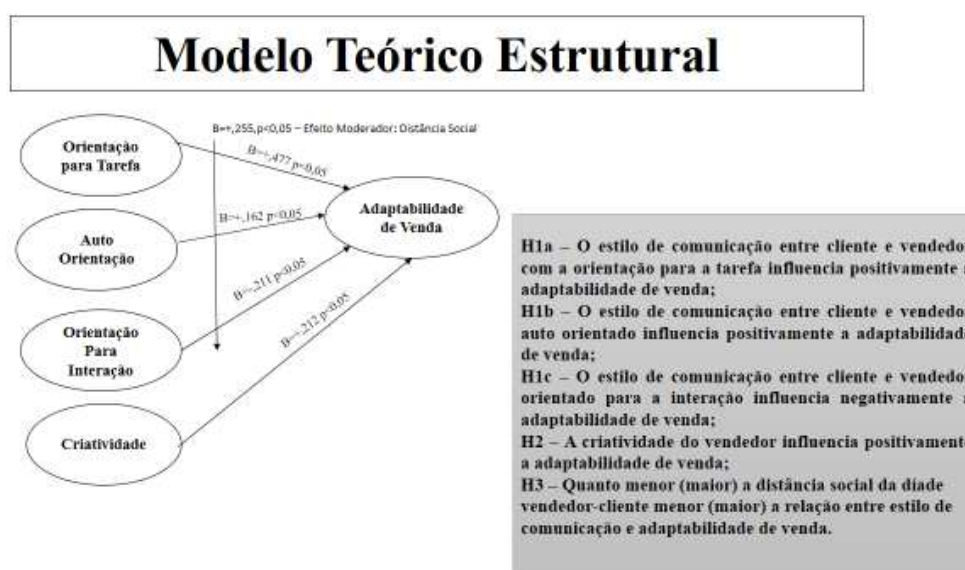 Modelo Teórico Estrutural
B=+,255,p<0,05 – Efeito Moderador: Distância Social
Orientação
para Tarefa
B=+,477 p<0,05
Adaptabilidade
de Venda
B=+,162 p<0,05
Auto
Orientação
B=-,211 p<0,05
Orientação
Para
Interação
B=+,212 p<0,05
Criatividade
H1a – O estilo de comunicação entre cliente e vendedo
com a orientação para a tarefa influencia positivamente a
adaptabilidade de venda;
H1b – O estilo de comunicação entre cliente e vendedo
auto orientado influencia positivamente a adaptabilidad
de venda;
H1c – O estilo de comunicação entre cliente e vendedo
orientado para a interação influencia negativamente a
adaptabilidade de venda;
H2 – A criatividade do vendedor influencia positivament
a adaptabilidade de venda;
H3 – Quanto menor (maior) a distância social da díade
vendedor-cliente menor (maior) a relação entre estilo de
comunicação e adaptabilidade de venda.